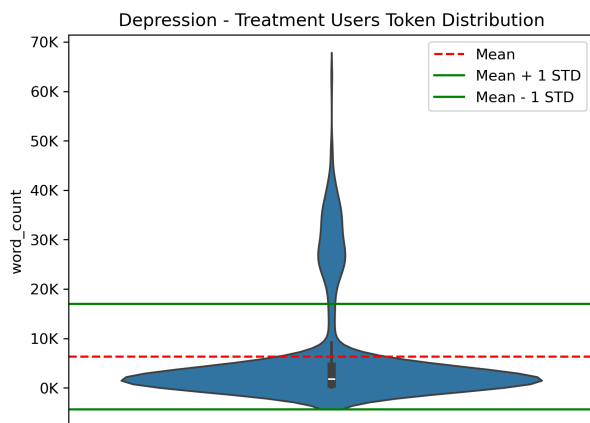 Depression - Treatment Users Token Distribution
Mean
Mean + 1 STD
Mean - 1 STD
70K
60K
50K
40K
30K
20K
10K
0K
word_count